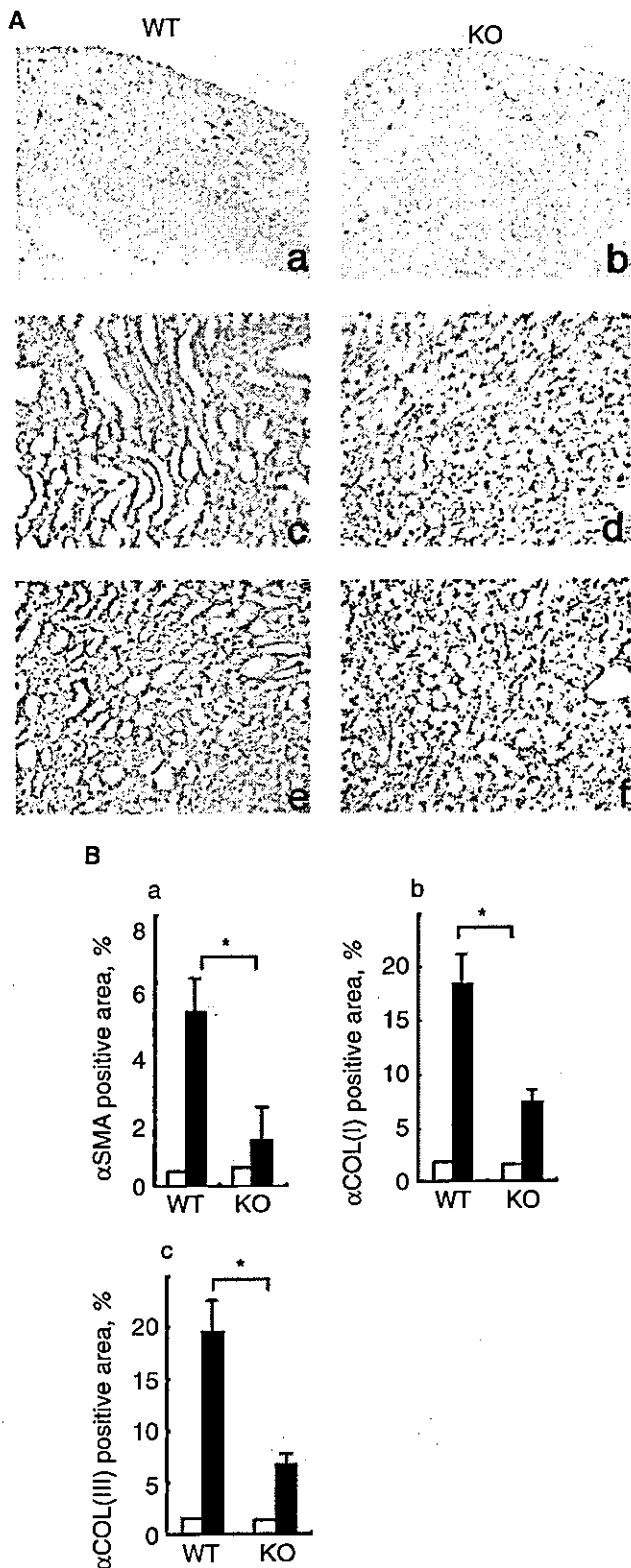 A
WT
KO
a
b
c
d
e
f
B
a
αSMA positive area, %
8
6
4
2
0
*
WT
KO
b
αCOL(I) positive area, %
20
15
10
5
0
*
WT
KO
c
αCOL(III) positive area, %
20
15
10
5
0
*
WT
KO